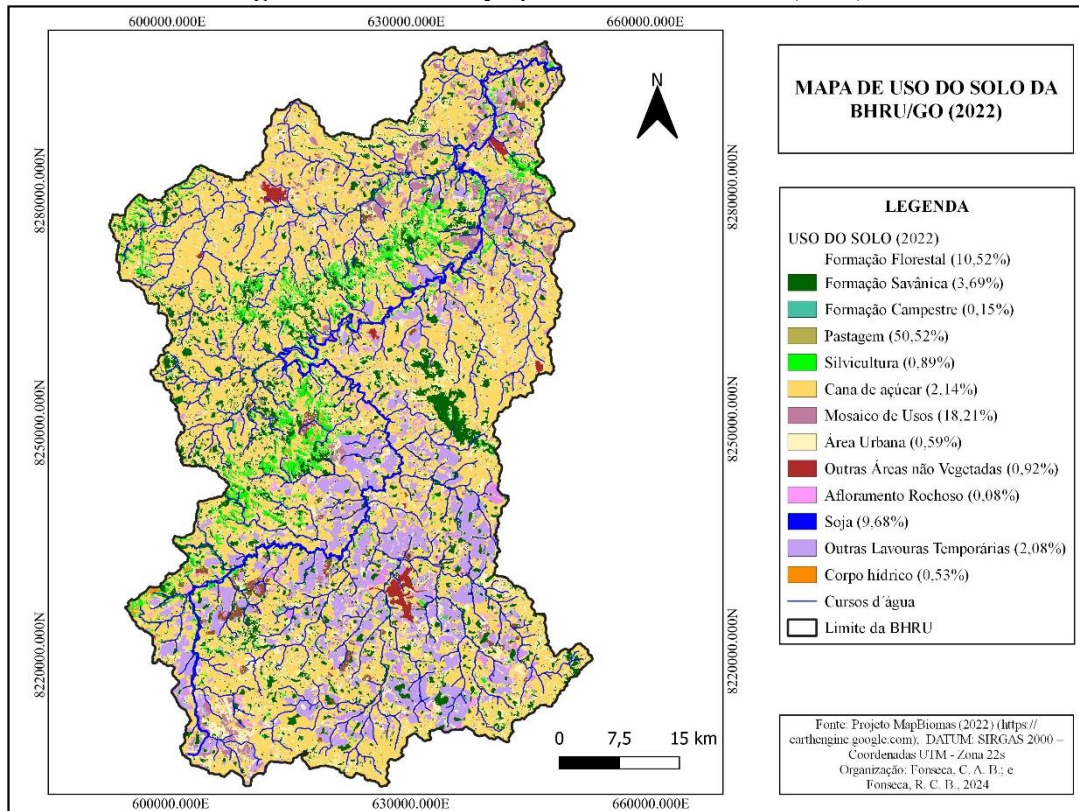 600000.000E 630000.000E 660000.000E
MAPA DE USO DO SOLO DA
BHRU/GO (2022)
N
8280000.000N
8280000.000N
8250000.000N
8250000.000N
8220000.000N
8220000.000N
LEGENDA
USO DO SOLO (2022)
Formação Florestal (10,52%)
Formação Savânica (3,69%)
Formação Campestre (0,15%)
Pastagem (50,52%)
Silvicultura (0,89%)
Cana de açúcar (2,14%)
Mosaico de Usos (18,21%)
Área Urbana (0,59%)
Outras Áreas não Vegetadas (0,92%)
Afloramento Rochoso (0,08%)
Soja (9,68%)
Outras Lavouras Temporárias (2,08%)
Corpo hídrico (0,53%)
Cursos d'água
Limite da BHRU
0 7,5 15 km
Fonte: Projeto MapBiomas (2022) (https://
earthengine.google.com); DATUM: SIRGAS 2000 –
Coordenadas UTM - Zona 22s
Organização: Fonseca, C. A. B.; e
Fonseca, R. C. B., 2024
600000.000E 630000.000E 660000.000E